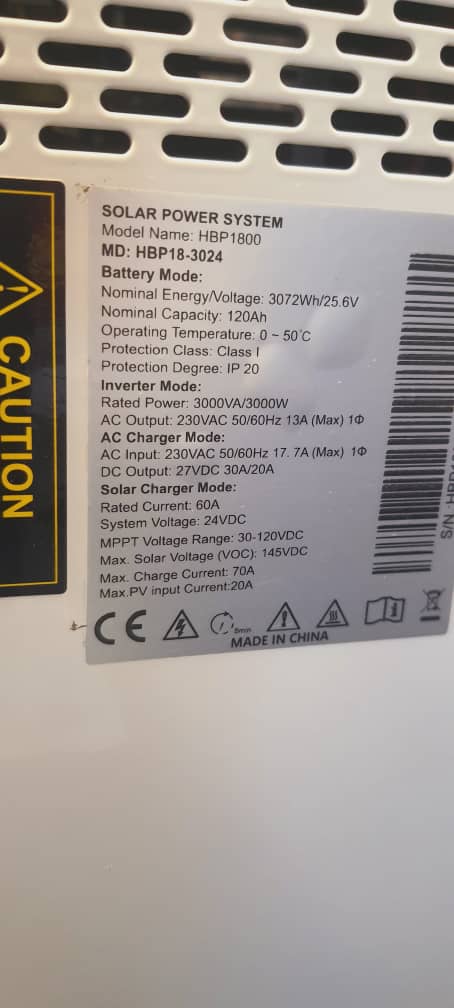 SOLAR POWER SYSTEM
Model Name: HBP1800
MD: HBP18-3024
Battery Mode:
Nominal Energy/Voltage: 3072Wh/25.6V
Nominal Capacity: 120Ah
Operating Temperature: 0 ~ 50°C
Protection Class: Class I
Protection Degree: IP 20
Inverter Mode:
Rated Power: 3000VA/3000W
AC Output: 230VAC 50/60Hz 13A (Max) 1Φ
AC Charger Mode:
AC Input: 230VAC 50/60Hz 17.7A (Max) 1Φ
DC Output: 27VDC 30A/20A
Solar Charger Mode:
Rated Current: 60A
System Voltage: 24VDC
MPPT Voltage Range: 30-120VDC
Max. Solar Voltage (VOC): 145VDC
Max. Charge Current: 70A
Max.PV input Current:20A
CE
5min
MADE IN CHINA
CAUTION
S/N